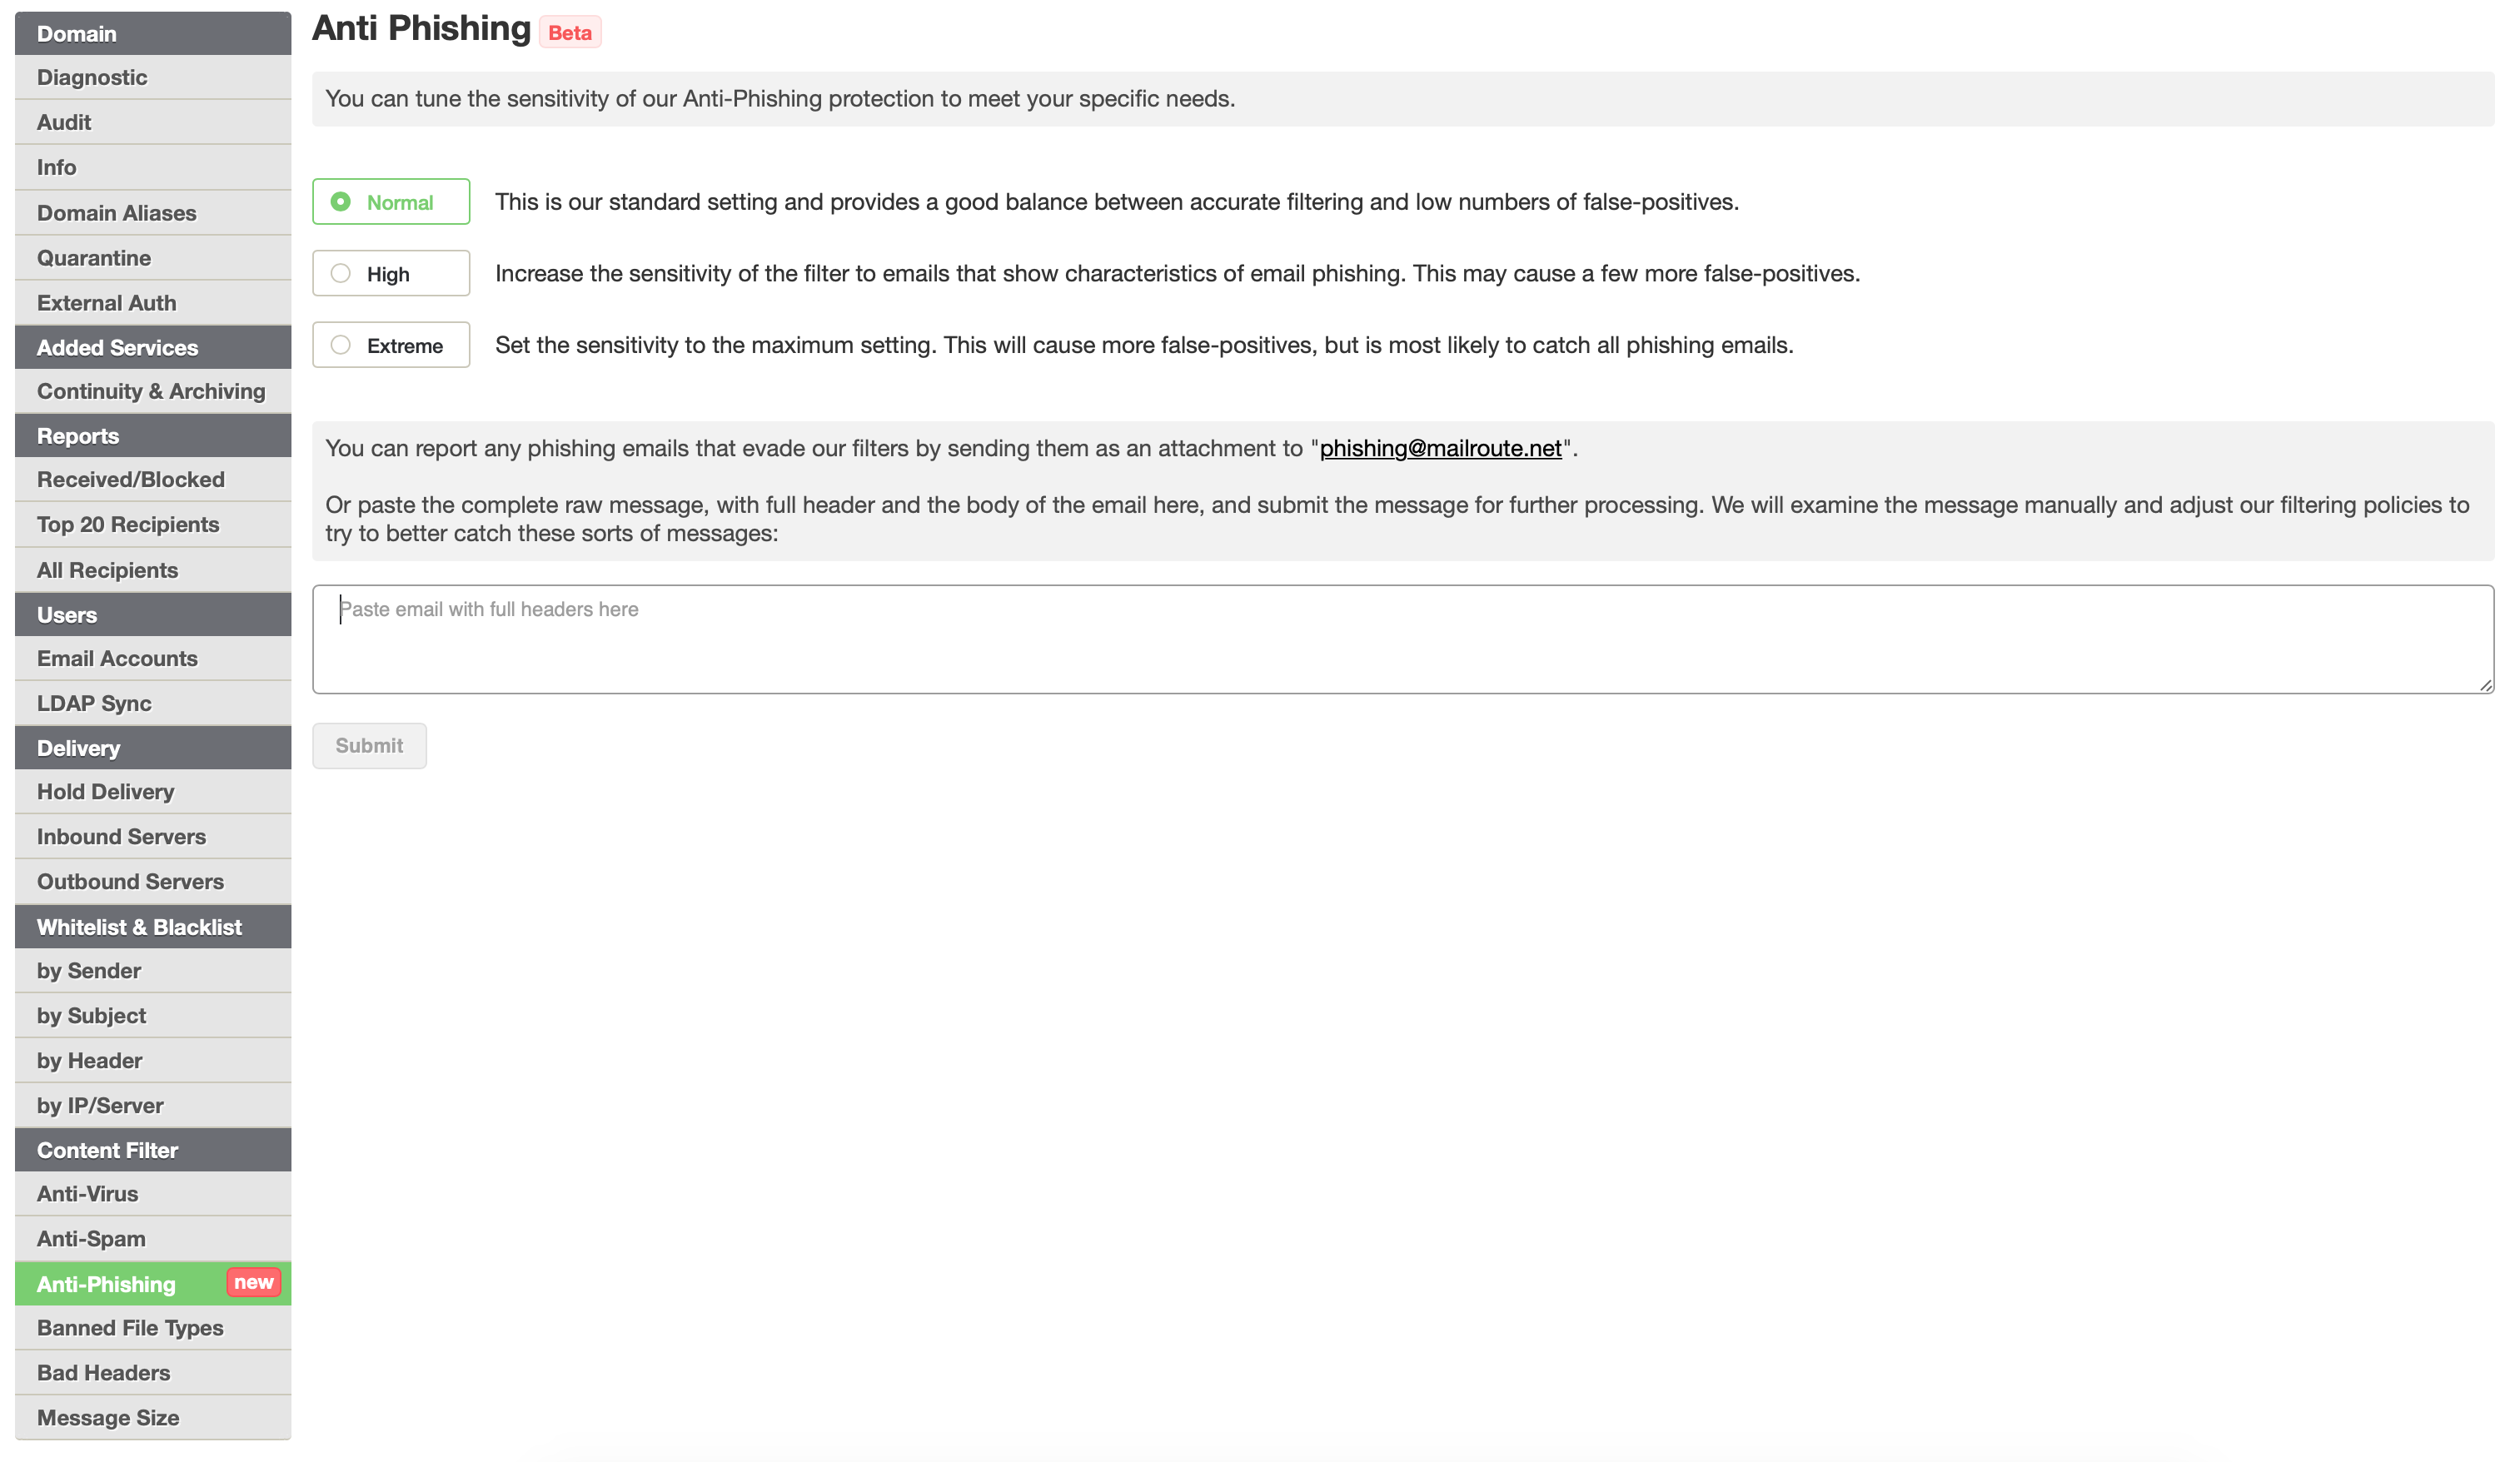 Domain
Diagnostic
Audit
Info
Domain Aliases
Quarantine
External Auth
Added Services
Continuity & Archiving
Reports
Received/Blocked
Top 20 Recipients
All Recipients
Users
Email Accounts
LDAP Sync
Delivery
Hold Delivery
Inbound Servers
Outbound Servers
Whitelist & Blacklist
by Sender
by Subject
by Header
by IP/Server
Content Filter
Anti-Virus
Anti-Spam
Anti-Phishing new
Banned File Types
Bad Headers
Message Size
Anti Phishing Beta
You can tune the sensitivity of our Anti-Phishing protection to meet your specific needs.
Normal This is our standard setting and provides a good balance between accurate filtering and low numbers of false-positives.
High Increase the sensitivity of the filter to emails that show characteristics of email phishing. This may cause a few more false-positives.
Extreme Set the sensitivity to the maximum setting. This will cause more false-positives, but is most likely to catch all phishing emails.
You can report any phishing emails that evade our filters by sending them as an attachment to "phishing@mailroute.net".
Or paste the complete raw message, with full header and the body of the email here, and submit the message for further processing. We will examine the message manually and adjust our filtering policies to
try to better catch these sorts of messages:
Paste email with full headers here
Submit